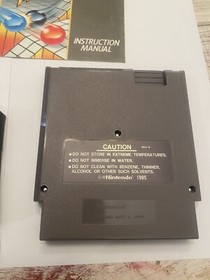 INSTRUCTION
MANUAL
CAUTION
• DO NOT STORE IN EXTREME TEMPERATURES.
• DO NOT IMMERSE IN WATER.
• DO NOT CLEAN WITH BENZENE, THINNER,
ALCOHOL OR OTHER SUCH SOLVENTS.
Nintendo 1985